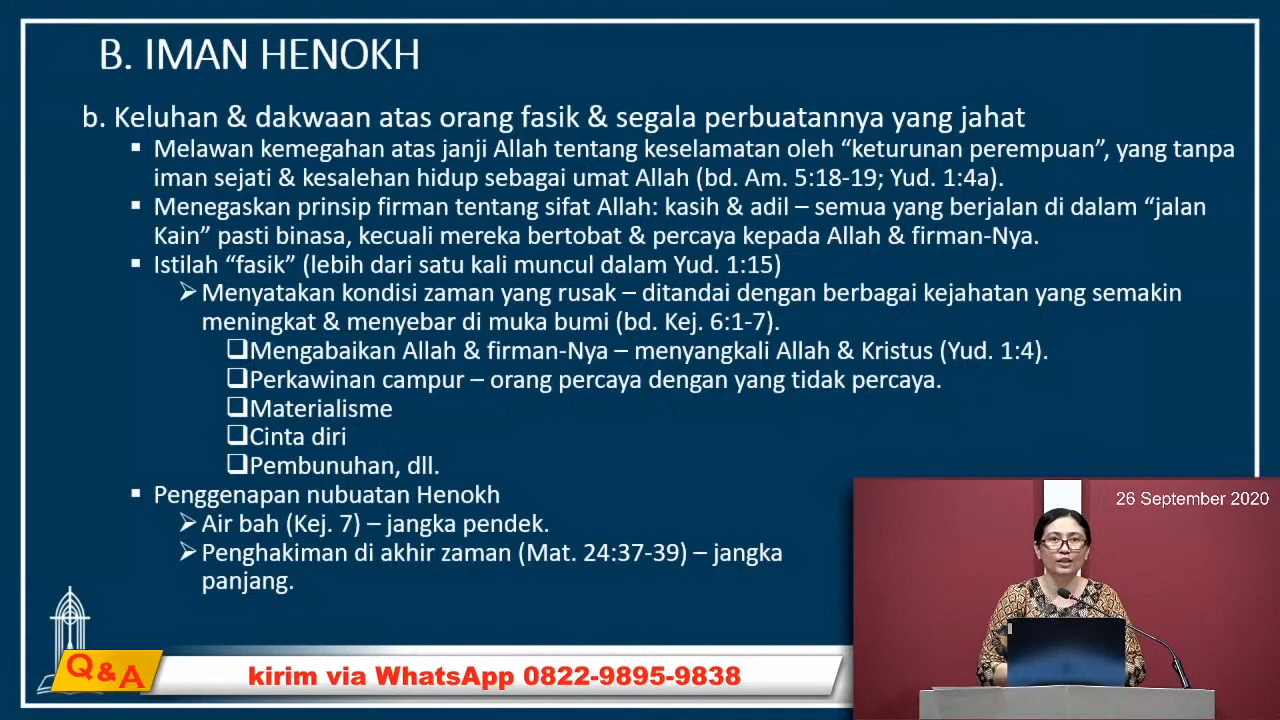 B. IMAN HENOKH
b. Keluhan & dakwaan atas orang fasik & segala perbuatannya yang jahat
▪ Melawan kemegahan atas janji Allah tentang keselamatan oleh “keturunan perempuan”, yang tanpa
iman sejati & kesalehan hidup sebagai umat Allah (bd. Am. 5:18-19; Yud. 1:4a).
▪ Menegaskan prinsip firman tentang sifat Allah: kasih & adil – semua yang berjalan di dalam “jalan
Kain” pasti binasa, kecuali mereka bertobat & percaya kepada Allah & firman-Nya.
▪ Istilah “fasik” (lebih dari satu kali muncul dalam Yud. 1:15)
➢ Menyatakan kondisi zaman yang rusak – ditandai dengan berbagai kejahatan yang semakin
meningkat & menyebar di muka bumi (bd. Kej. 6:1-7).
❑ Mengabaikan Allah & firman-Nya – menyangkali Allah & Kristus (Yud. 1:4).
❑ Perkawinan campur – orang percaya dengan yang tidak percaya.
❑ Materialisme
❑ Cinta diri
❑ Pembunuhan, dll.
▪ Penggenapan nubuatan Henokh
➢ Air bah (Kej. 7) – jangka pendek.
➢ Penghakiman di akhir zaman (Mat. 24:37-39) – jangka
panjang.
26 September 2020
Q&A
kirim via WhatsApp 0822-9895-9838